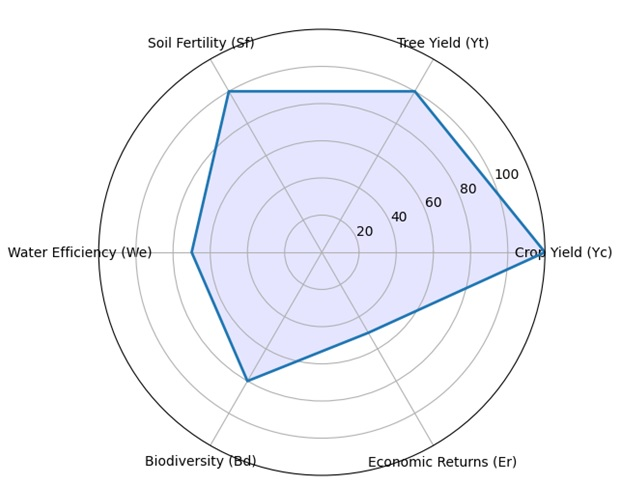 Soil Fertility (Sf)
Tree Yield (Yt)
100
80
60
40
20
Water Efficiency (We)
Crop Yield (Yc)
Biodiversity (Bd)
Economic Returns (Er)